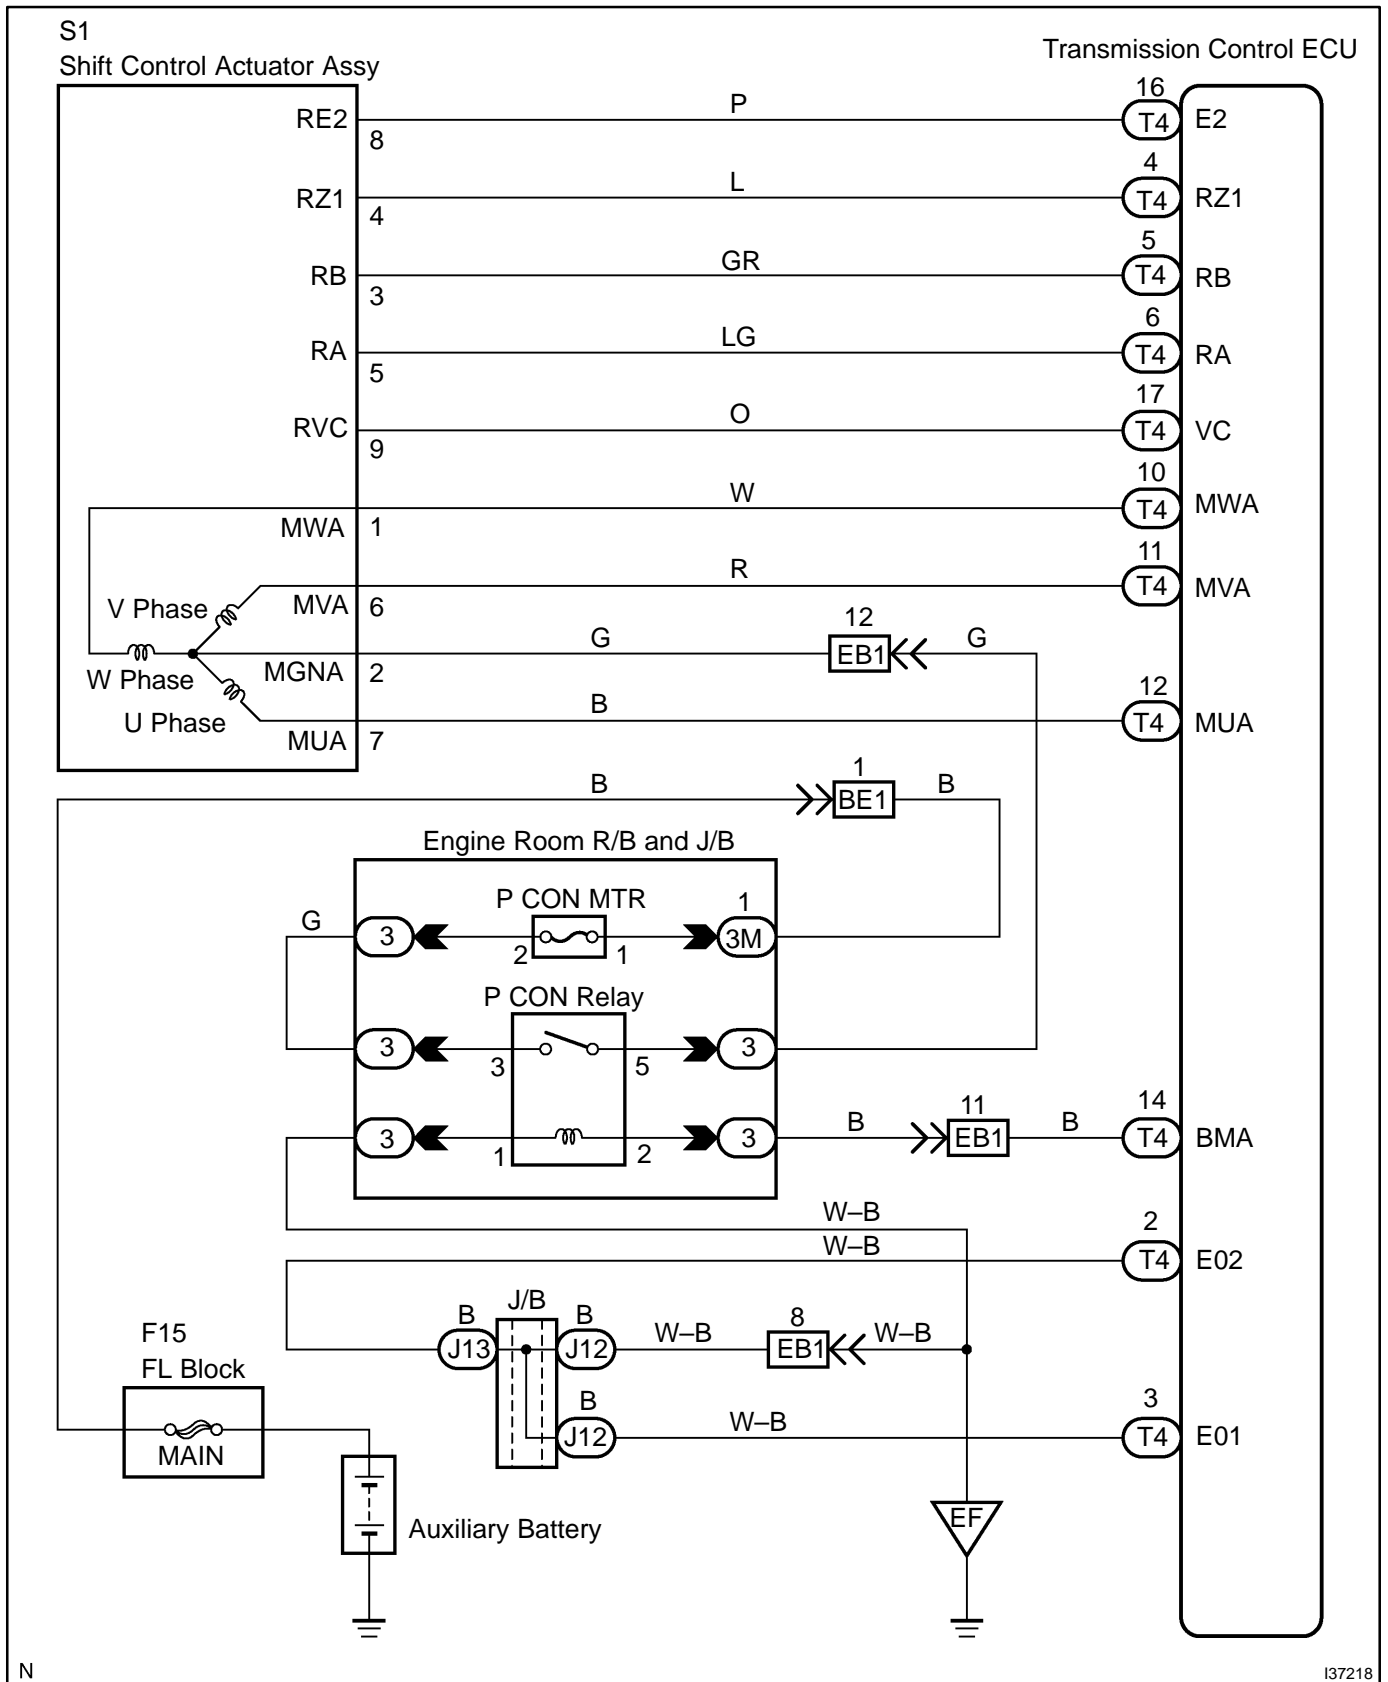 S1
Shift Control Actuator Assy
Transmission Control ECU
RE2
8
P
16
T4
E2
RZ1
4
L
4
T4
RZ1
RB
3
GR
5
T4
RB
RA
5
LG
6
T4
RA
RVC
9
O
17
T4
VC
MWA
1
W
10
T4
MWA
V Phase
MVA
6
R
11
T4
MVA
W Phase
MGNA
2
G
12
EB1
G
U Phase
MUA
7
B
12
T4
MUA
B
1
BE1
B
Engine Room R/B and J/B
P CON MTR
G
3
2
1
1
3M
P CON Relay
3
3
5
3
3
1
2
3
B
11
EB1
B
14
T4
BMA
W–B
W–B
2
T4
E02
J/B
B
J13
B
J12
W–B
8
EB1
W–B
B
J12
W–B
3
T4
E01
F15
FL Block
MAIN
Auxiliary Battery
EF
N
I37218